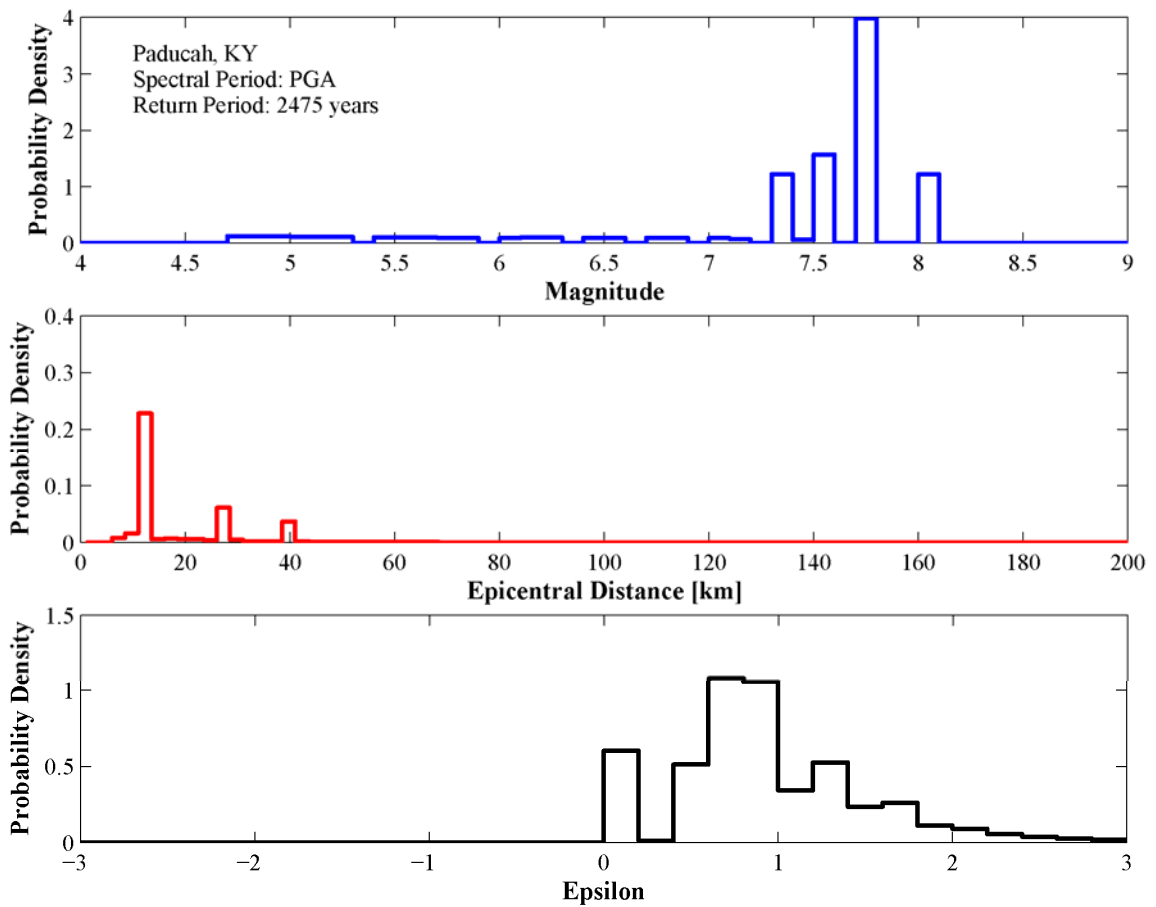 Probability Density
4
3
2
1
0
Paducah, KY
Spectral Period: PGA
Return Period: 2475 years
4 4.5 5 5.5 6 6.5 7 7.5 8 8.5 9
Magnitude
Probability Density
0.4
0.3
0.2
0.1
0
0 20 40 60 80 100 120 140 160 180 200
Epicentral Distance [km]
Probability Density
1.5
1
0.5
0
−3 −2 −1 0 1 2 3
Epsilon